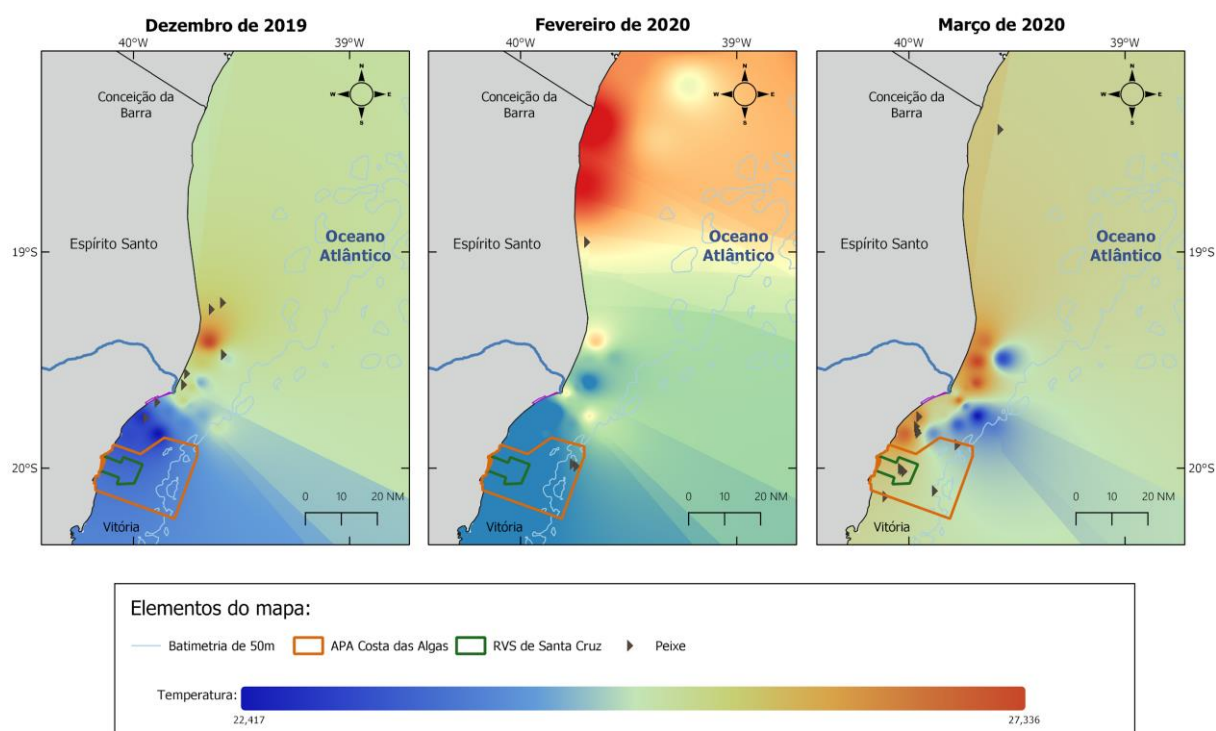 Dezembro de 2019
Fevereiro de 2020
Março de 2020
40°W
39°W
40°W
39°W
40°W
39°W
N
W
E
S
Conceição da
Barra
Espírito Santo
Oceano
Atlântico
Vitória
0 10 20 NM
N
W
E
S
Conceição da
Barra
Espírito Santo
Oceano
Atlântico
Vitória
0 10 20 NM
N
W
E
S
Conceição da
Barra
Espírito Santo
Oceano
Atlântico
Vitória
0 10 20 NM
19°S
20°S
19°S
20°S
Elementos do mapa:
Batimetria de 50m
APA Costa das Algas
RVS de Santa Cruz
Peixe
Temperatura:
22,417
27,336